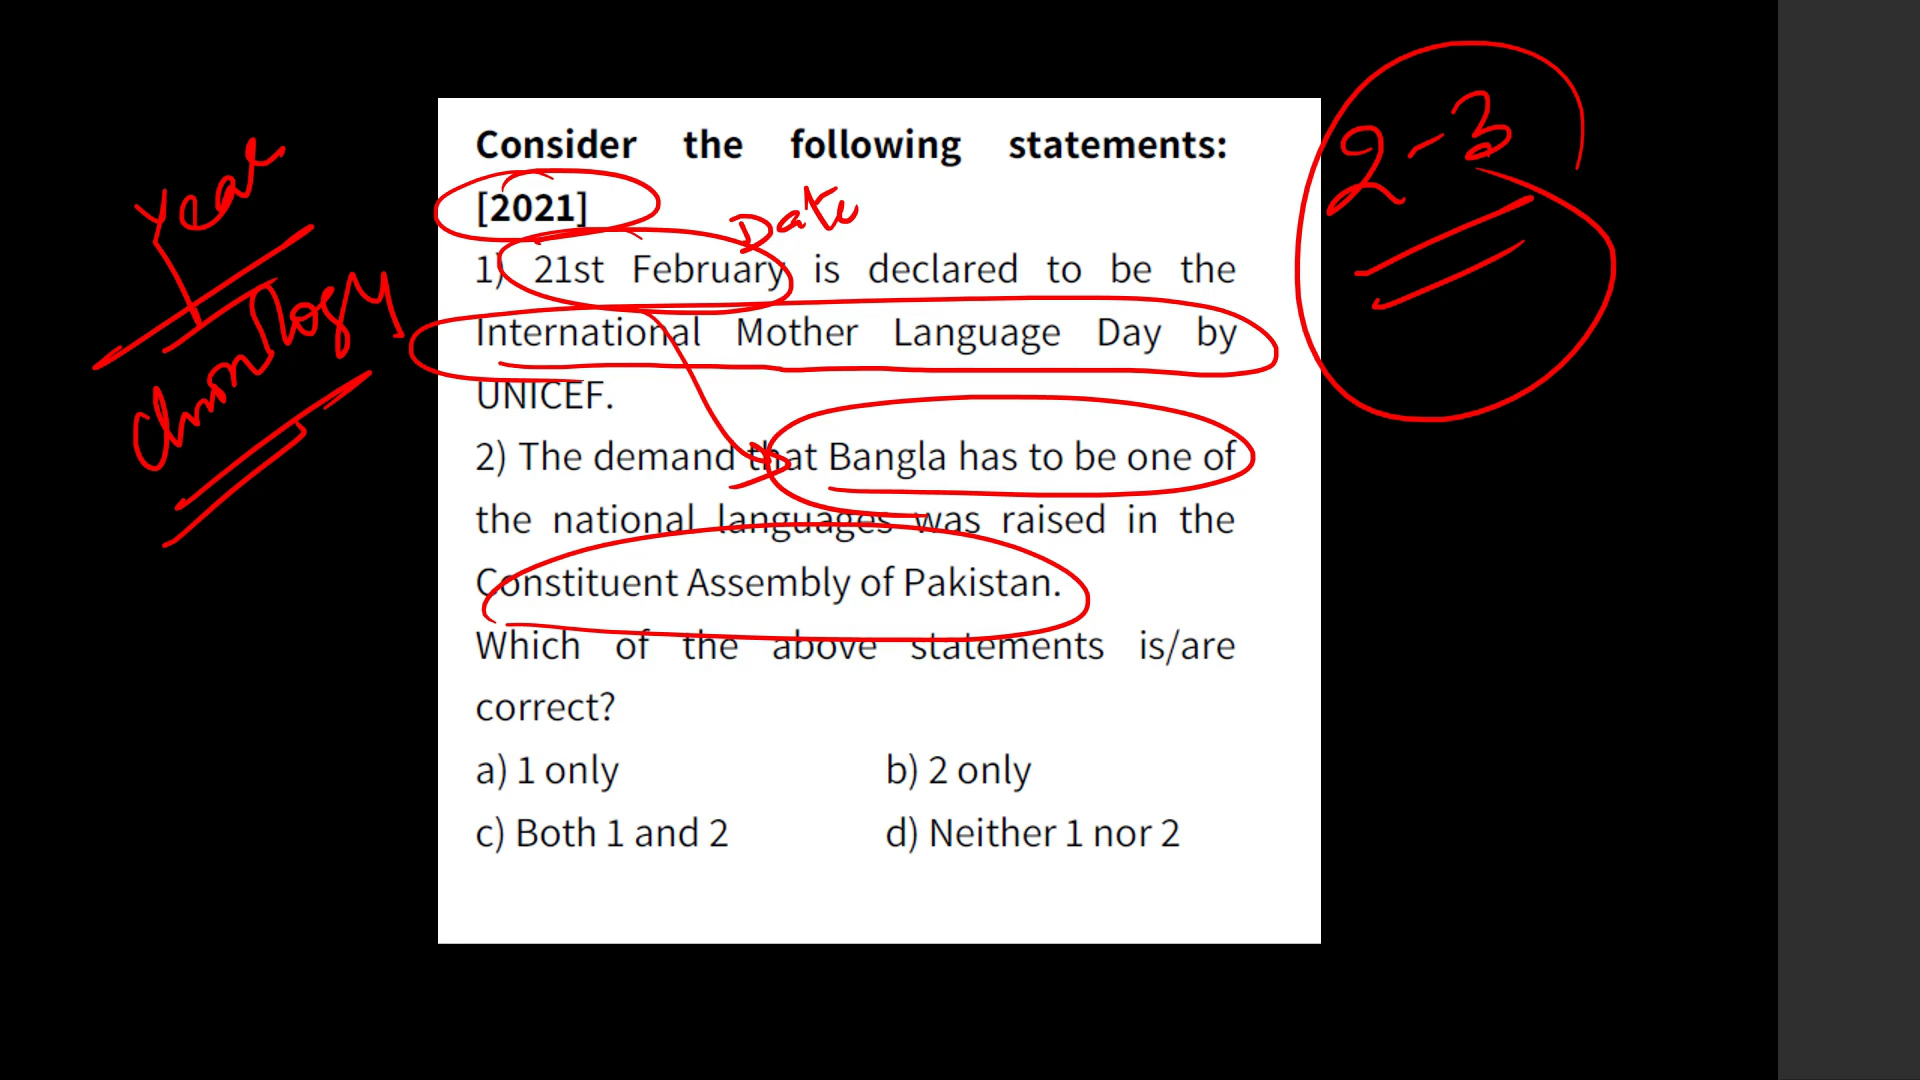 Consider the following statements:
[2021]
1) 21st February is declared to be the
International Mother Language Day by
UNICEF.
2) The demand that Bangla has to be one of
the national languages was raised in the
Constituent Assembly of Pakistan.
Which of the above statements is/are
correct?
a) 1 only b) 2 only
c) Both 1 and 2 d) Neither 1 nor 2
Year
Chronology
Date
2-3